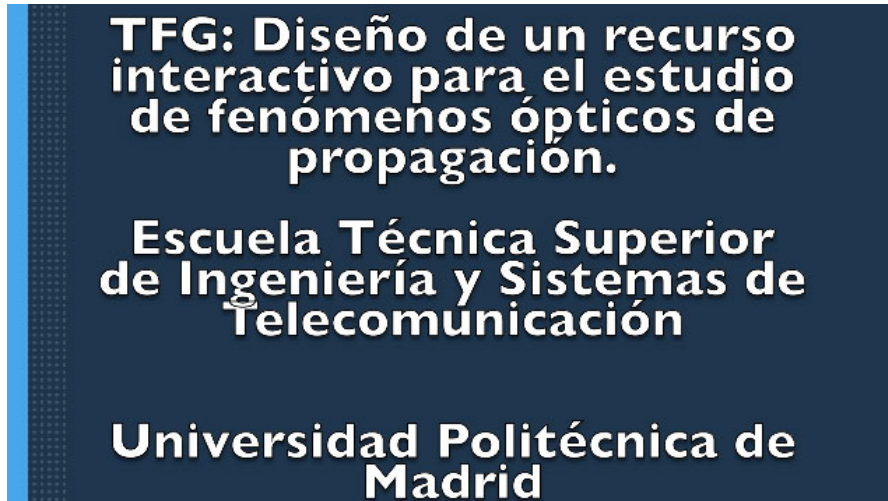 TFG: Diseño de un recurso
interactivo para el estudio
de fenómenos ópticos de
propagación.
Escuela Técnica Superior
de Ingeniería y Sistemas de
Telecomunicación
Universidad Politécnica de
Madrid